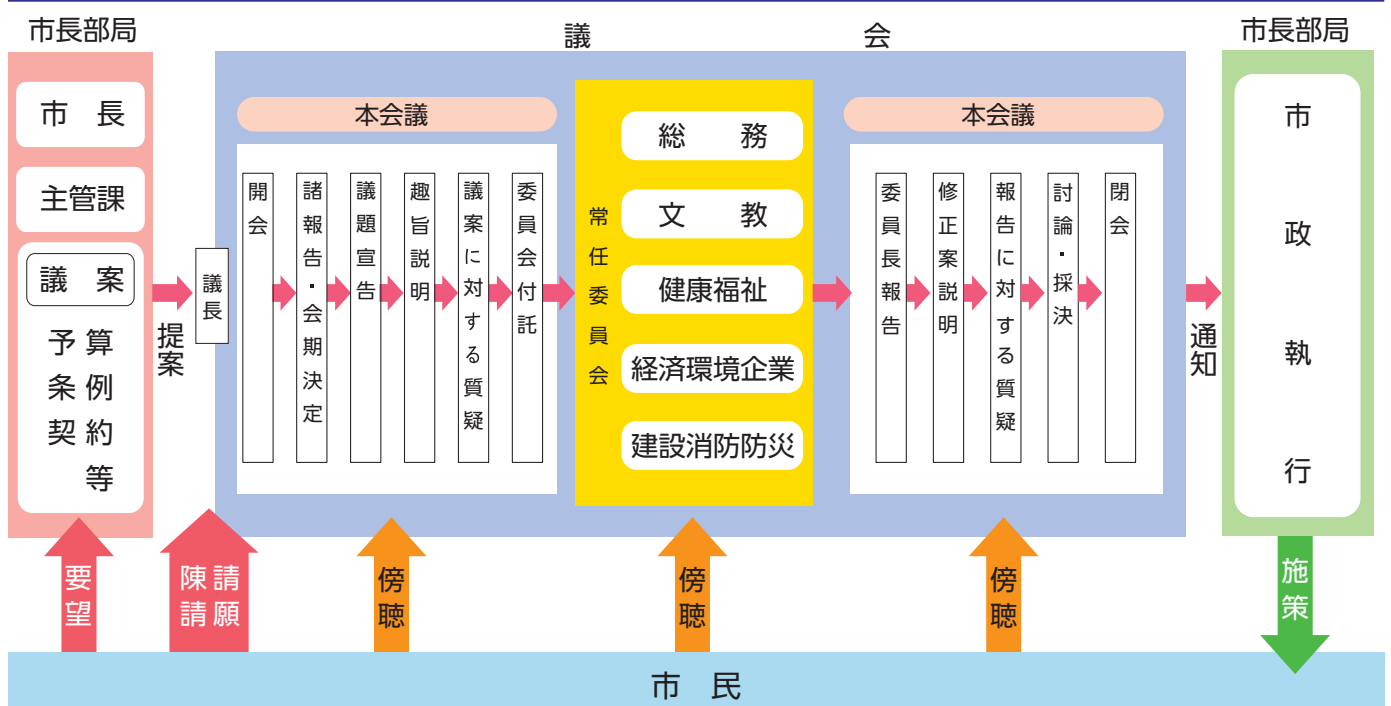 市長部局
市長
主管課
議案
予算
条例
契約
等
提案
議会
議長
本会議
開会
諸報告・会期決定
議題宣告
趣旨説明
議案に対する質疑
委員会付託
常任委員会
総務
文教
健康福祉
経済環境企業
建設消防防災
本会議
委員長報告
修正案説明
報告に対する質疑
討論・採決
閉会
通知
市長部局
市政執行
要望
請願
陳請
傍聴
傍聴
傍聴
施策
市民